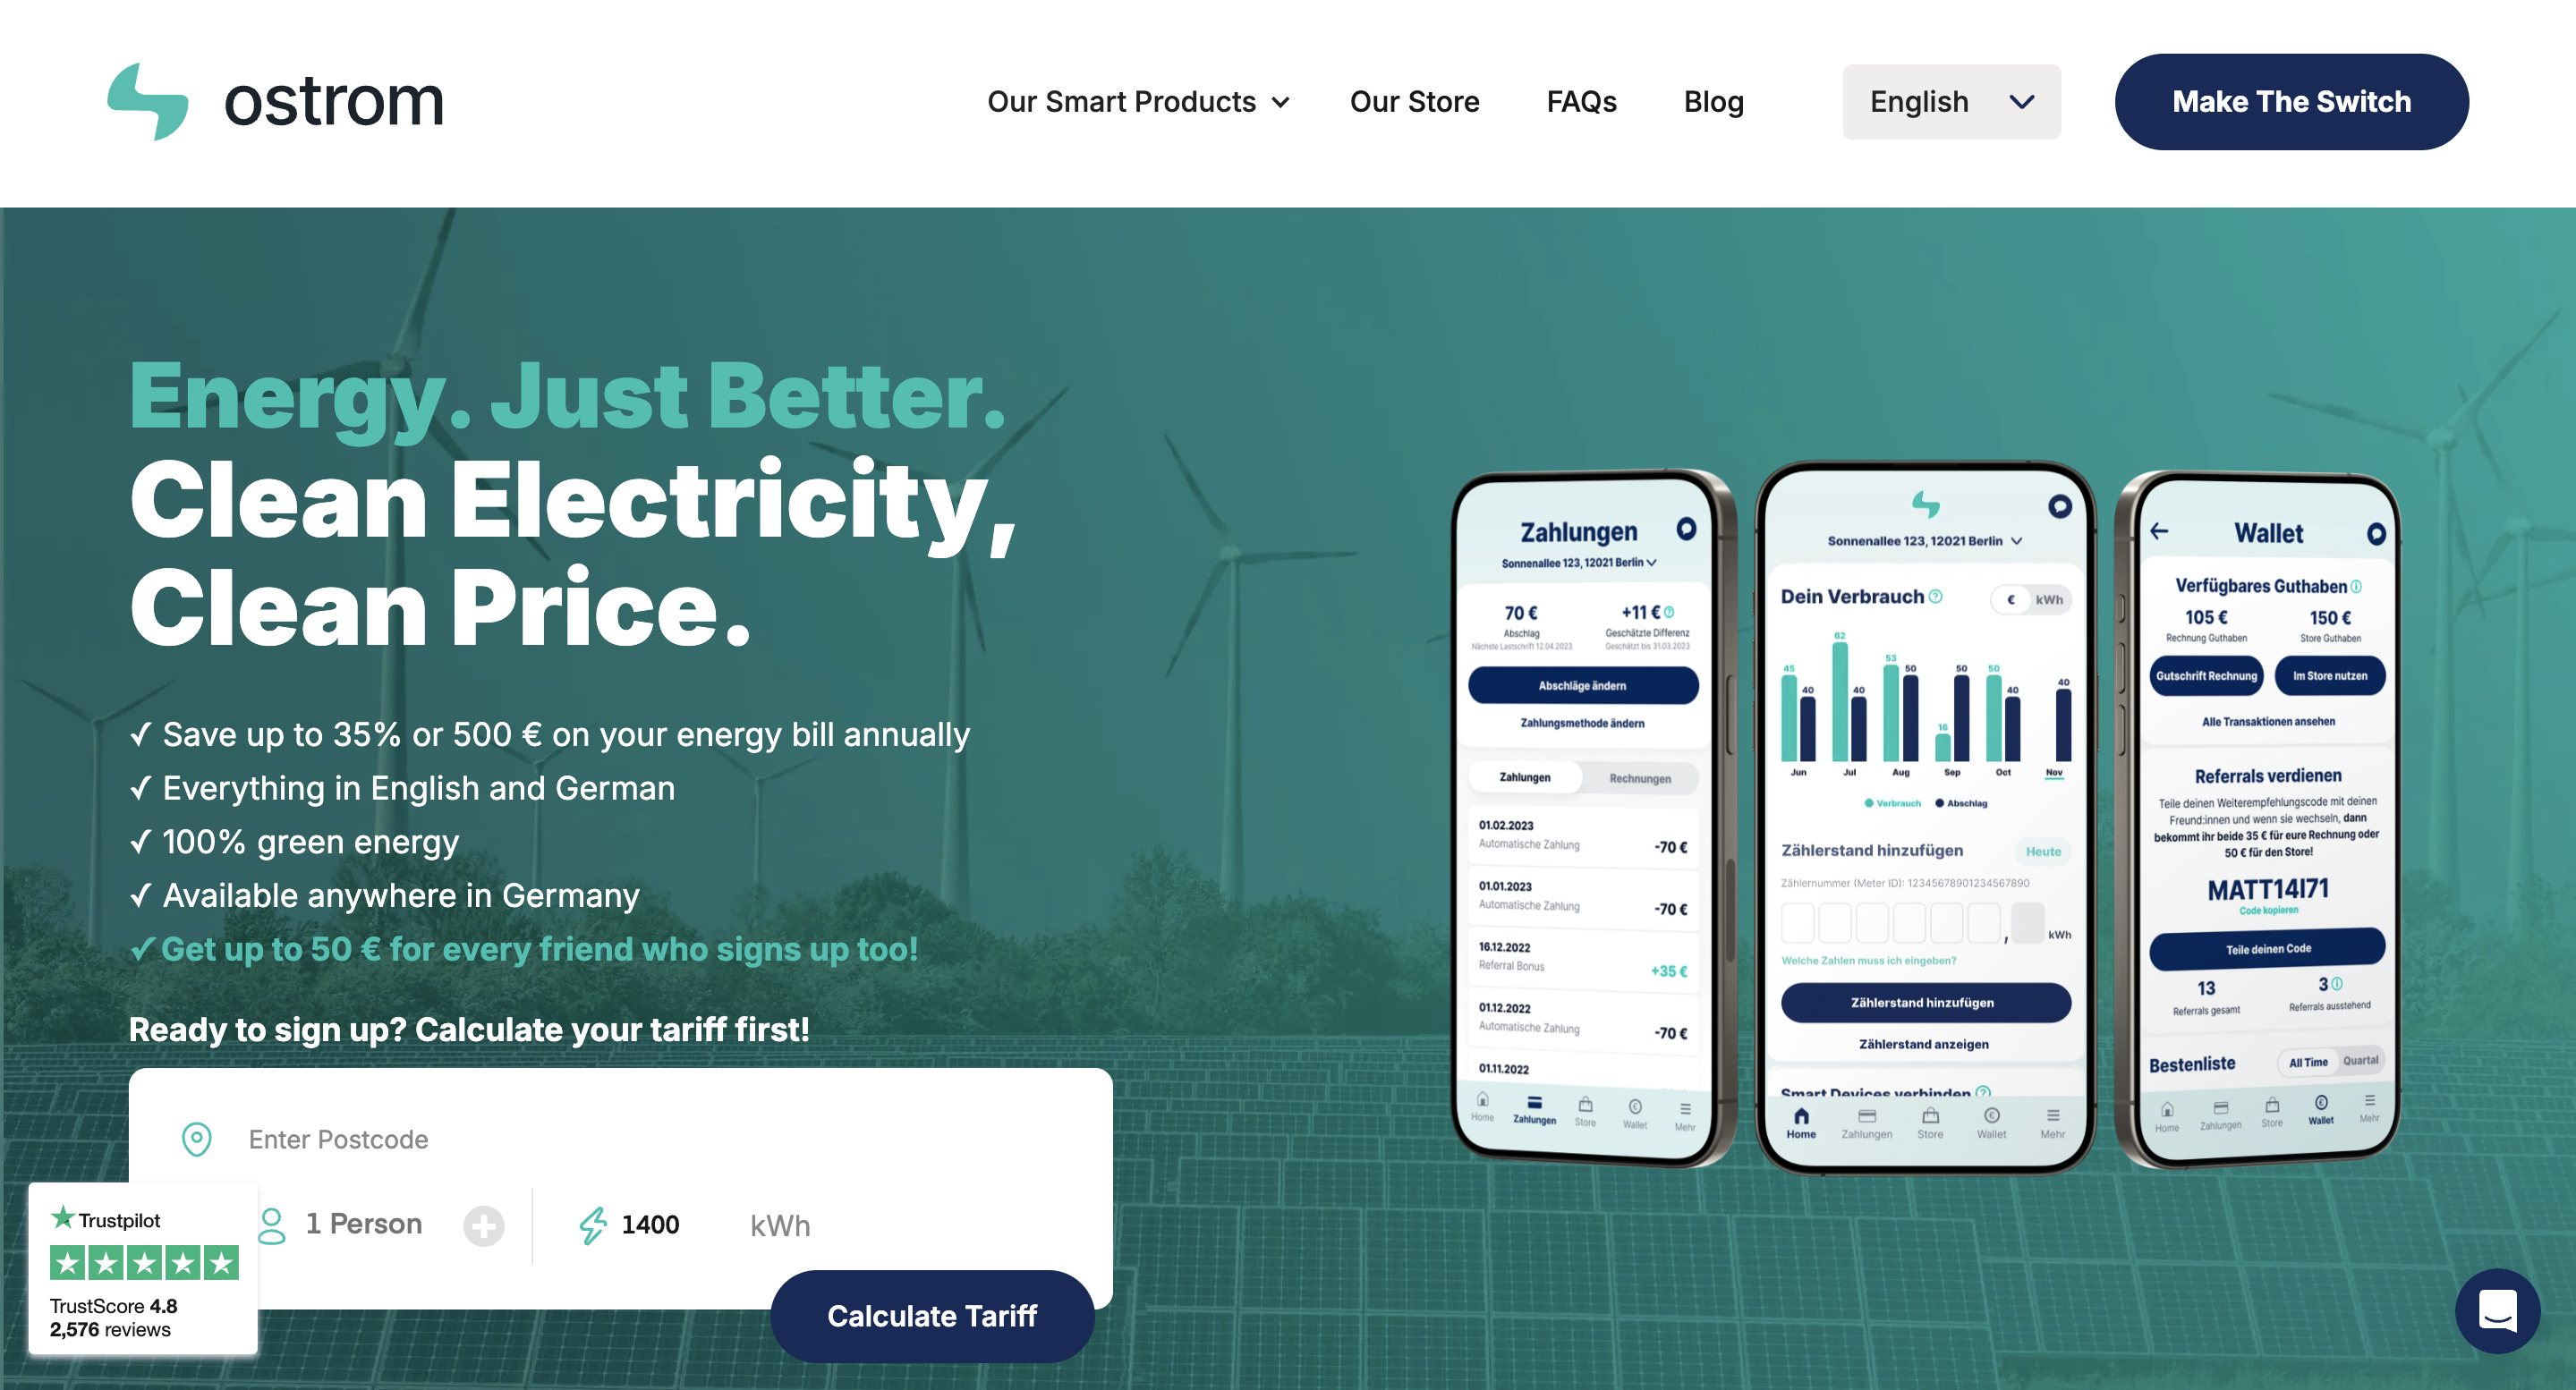 ostrom
Our Smart Products
Our Store
FAQs
Blog
English
Make The Switch
Energy. Just Better.
Clean Electricity,
Clean Price.
✓ Save up to 35% or 500 € on your energy bill annually
✓ Everything in English and German
✓ 100% green energy
✓ Available anywhere in Germany
✓ Get up to 50 € for every friend who signs up too!
Ready to sign up? Calculate your tariff first!
Enter Postcode
1 Person
1400 kWh
Calculate Tariff
Trustpilot
TrustScore 4.8
2,576 reviews
Zahlungen
Sonnenallee 123, 12021 Berlin
70 € +11 €
Abschlag Geschätzte Differenz
Nächste Lastschrift 12.04.2023 Geschätzt bis 31.03.2023
Abschläge ändern
Zahlungsmethode ändern
Zahlungen Rechnungen
01.02.2023
Automatische Zahlung -70 €
01.01.2023
Automatische Zahlung -70 €
16.12.2022
Referral Bonus +35 €
01.12.2022
Automatische Zahlung -70 €
01.11.2022
Home Zahlungen Store Wallet Mehr
Sonnenallee 123, 12021 Berlin
Dein Verbrauch € kWh
45 40 62 40 53 50 16 50 50 40 40
Jun Jul Aug Sep Oct Nov
Verbrauch Abschlag
Zählerstand hinzufügen Heute
Zählernummer (Meter ID): 12345678901234567890
, kWh
Welche Zahlen muss ich eingeben?
Zählerstand hinzufügen
Zählerstand anzeigen
Smart Devices verbinden
Home Zahlungen Store Wallet Mehr
Wallet
Verfügbares Guthaben
105 € 150 €
Rechnung Guthaben Store Guthaben
Gutschrift Rechnung Im Store nutzen
Alle Transaktionen ansehen
Referrals verdienen
Teile deinen Weiterempfehlungscode mit deinen
Freund:innen und wenn sie wechseln, dann
bekommt ihr beide 35 € für eure Rechnung oder
50 € für den Store!
MATT14I71
Code kopieren
Teile deinen Code
13 3
Referrals gesamt Referrals ausstehend
Bestenliste All Time Quartal
Home Zahlungen Store Wallet Mehr